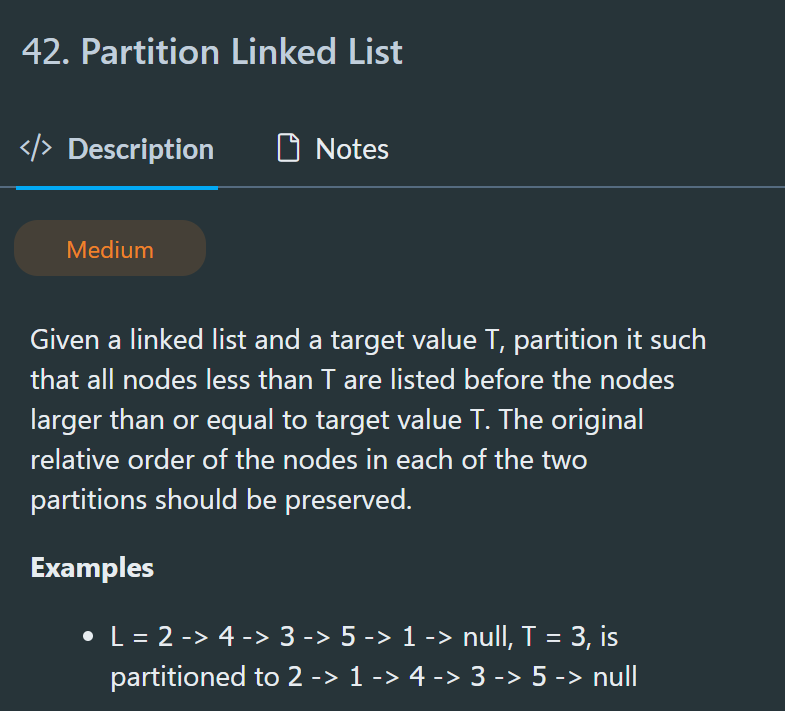 42. Partition Linked List
</> Description
Notes
Medium
Given a linked list and a target value T, partition it such
that all nodes less than T are listed before the nodes
larger than or equal to target value T. The original
relative order of the nodes in each of the two
partitions should be preserved.
Examples
• L = 2 -> 4 -> 3 -> 5 -> 1 -> null, T = 3, is
partitioned to 2 -> 1 -> 4 -> 3 -> 5 -> null